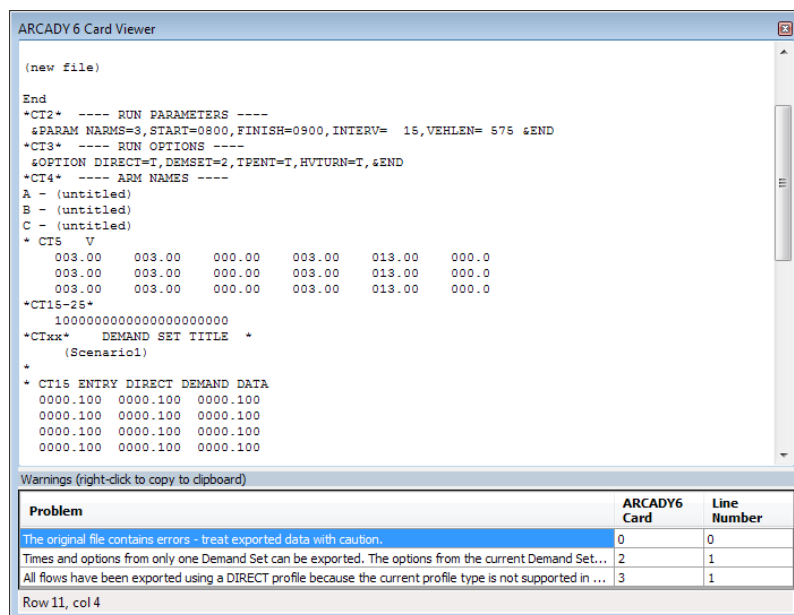 ARCADY 6 Card Viewer
(new file)
End
*CT2*  ---- RUN PARAMETERS ----
 &PARAM NARMS=3,START=0800,FINISH=0900,INTERV=  15,VEHLEN= 575 &END
*CT3*  ---- RUN OPTIONS ----
 &OPTION DIRECT=T,DEMSET=2,TPENT=T,HVTURN=T,&END
*CT4*  ---- ARM NAMES ----
A - (untitled)
B - (untitled)
C - (untitled)
* CT5   V
    003.00    003.00    000.00    003.00    013.00    000.0
    003.00    003.00    000.00    003.00    013.00    000.0
    003.00    003.00    000.00    003.00    013.00    000.0
*CT15-25*
    1000000000000000000000
*CTxx*    DEMAND SET TITLE  *
     (Scenario1)
*
* CT15 ENTRY DIRECT DEMAND DATA
  0000.100  0000.100  0000.100
  0000.100  0000.100  0000.100
  0000.100  0000.100  0000.100
  0000.100  0000.100  0000.100
Warnings (right-click to copy to clipboard)
Problem ARCADY6 Card Line Number
The original file contains errors - treat exported data with caution. 0 0
Times and options from only one Demand Set can be exported. The options from the current Demand Set... 2 1
All flows have been exported using a DIRECT profile because the current profile type is not supported in ... 3 1
Row 11, col 4